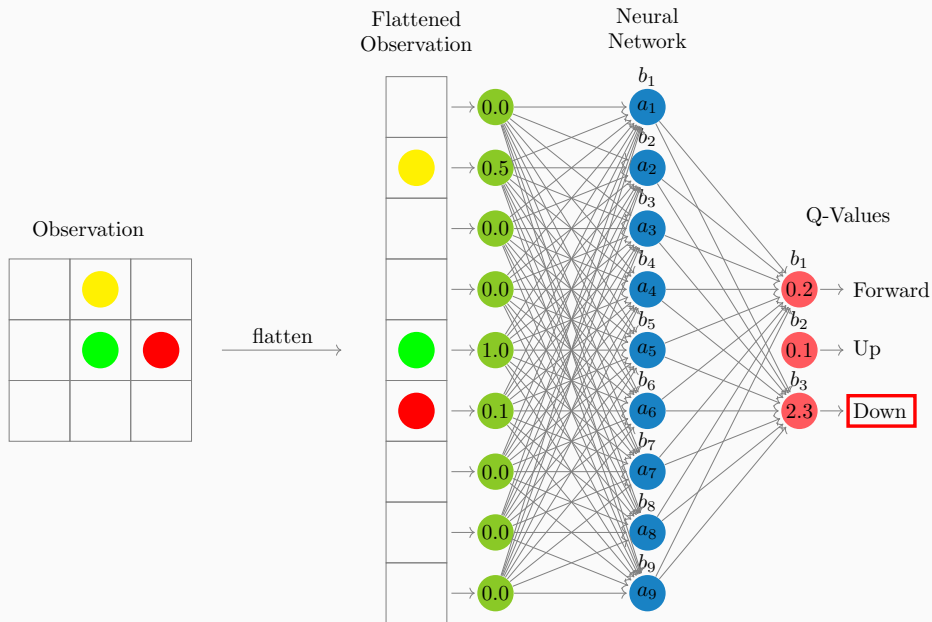 Flattened
Observation
Neural
Network
Observation
flatten
Q-Values
0.0
0.5
0.0
0.0
1.0
0.1
0.0
0.0
0.0
b1
a1
b2
a2
b3
a3
b4
a4
b5
a5
b6
a6
b7
a7
b8
a8
b9
a9
b1
0.2 Forward
b2
0.1 Up
b3
2.3 Down